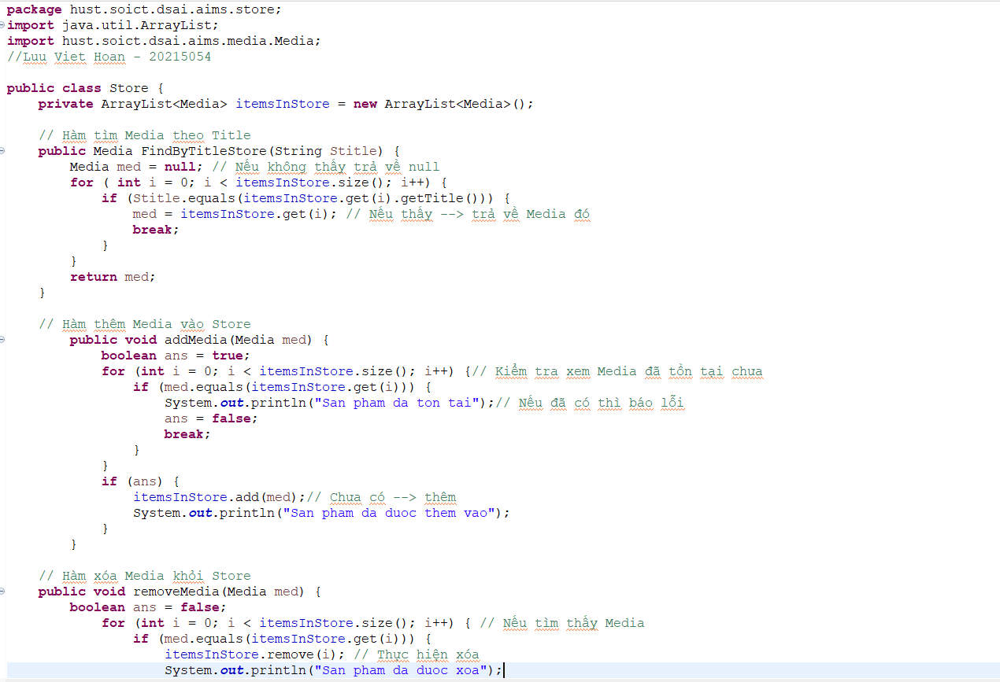 package hust.soict.dsai.aims.store;
import java.util.ArrayList;
import hust.soict.dsai.aims.media.Media;
//Luu Viet Hoan - 20215054

public class Store {
    private ArrayList<Media> itemsInStore = new ArrayList<Media>();

    // Hàm tìm Media theo Title
    public Media FindByTitleStore(String Stitle) {
        Media med = null; // Nếu không thấy trả về null
        for ( int i = 0; i < itemsInStore.size(); i++) {
            if (Stitle.equals(itemsInStore.get(i).getTitle())) {
                med = itemsInStore.get(i); // Nếu thấy --> trả về Media đó
                break;
            }
        }
        return med;
    }

    // Hàm thêm Media vào Store
        public void addMedia(Media med) {
            boolean ans = true;
            for (int i = 0; i < itemsInStore.size(); i++) {// Kiểm tra xem Media đã tồn tại chưa
                if (med.equals(itemsInStore.get(i))) {
                    System.out.println("San pham da ton tai");// Nếu đã có thì báo lỗi
                    ans = false;
                    break;
                }
            }
            if (ans) {
                itemsInStore.add(med);// Chưa có --> thêm
                System.out.println("San pham da duoc them vao");
            }
        }

    // Hàm xóa Media khỏi Store
    public void removeMedia(Media med) {
        boolean ans = false;
            for (int i = 0; i < itemsInStore.size(); i++) { // Nếu tìm thấy Media
                if (med.equals(itemsInStore.get(i))) {
                    itemsInStore.remove(i); // Thực hiện xóa
                    System.out.println("San pham da duoc xoa");